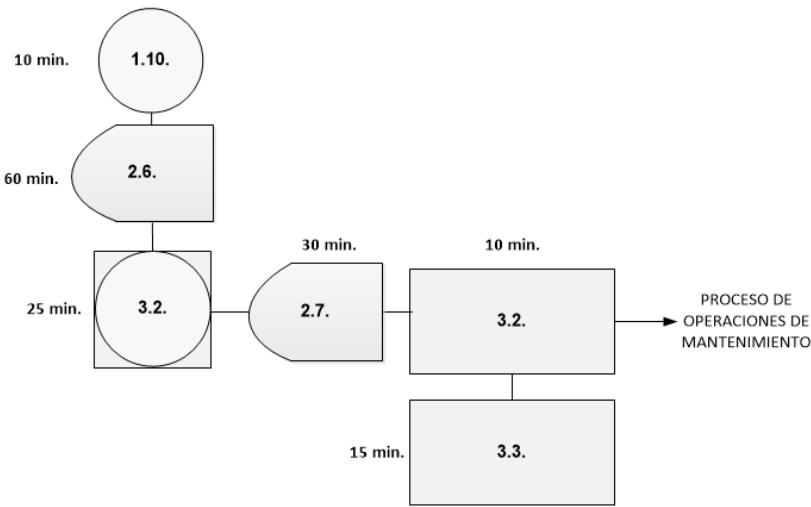 10 min.
1.10.
60 min.
2.6.
25 min.
3.2.
30 min.
2.7.
10 min.
3.2.
PROCESO DE
OPERACIONES DE
MANTENIMIENTO
15 min.
3.3.